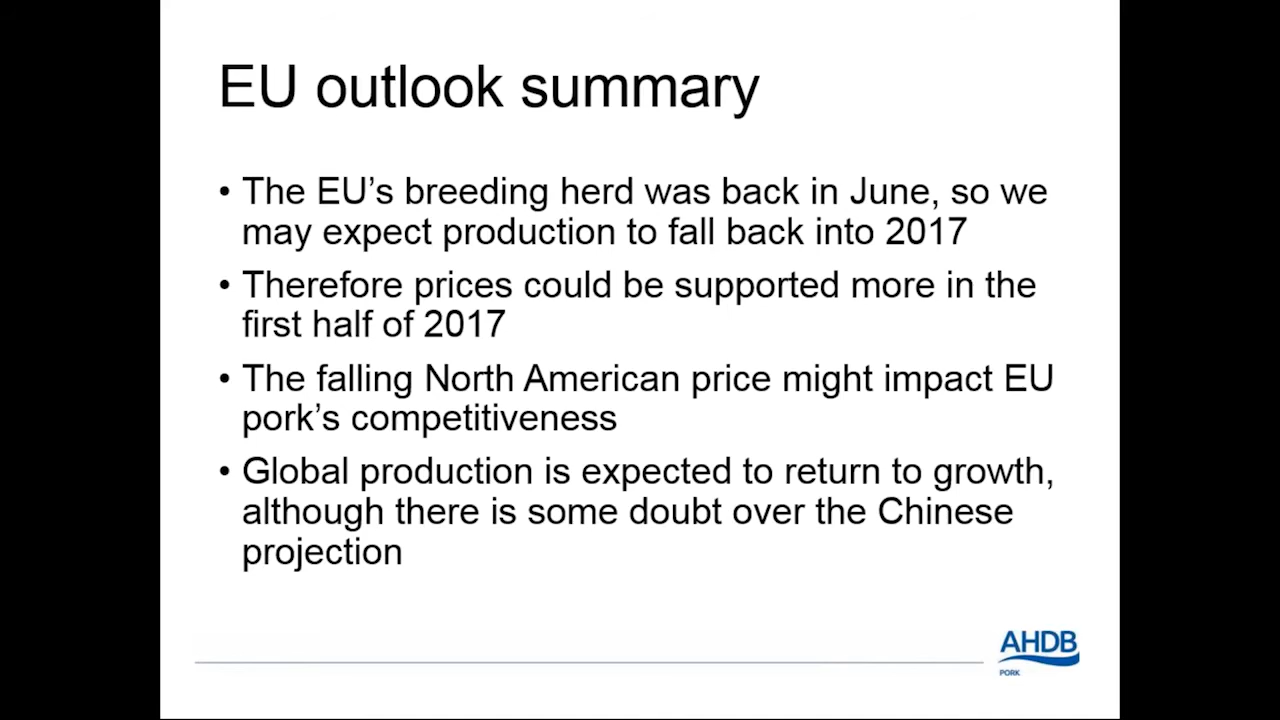 EU outlook summary
• The EU’s breeding herd was back in June, so we
may expect production to fall back into 2017
• Therefore prices could be supported more in the
first half of 2017
• The falling North American price might impact EU
pork’s competitiveness
• Global production is expected to return to growth,
although there is some doubt over the Chinese
projection
AHDB
PORK